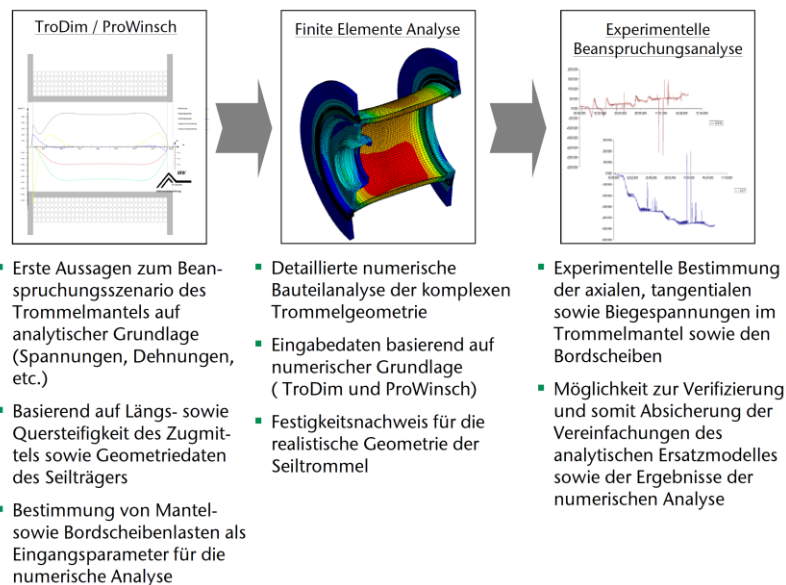 TroDim / ProWinsch
Erste Aussagen zum Bean-
spruchungsszenario des
Trommelmantels auf
analytischer Grundlage
(Spannungen, Dehnungen,
etc.)
Basierend auf Längs- sowie
Quersteifigkeit des Zugmit-
tels sowie Geometriedaten
des Seilträgers
Bestimmung von Mantel-
sowie Bordscheibenlasten als
Eingangsparameter für die
numerische Analyse
Finite Elemente Analyse
Detaillierte numerische
Bauteilanalyse der komplexen
Trommelgeometrie
Eingabedaten basierend auf
numerischer Grundlage
( TroDim und ProWinsch)
Festigkeitsnachweis für die
realistische Geometrie der
Seiltrommel
Experimentelle
Beanspruchungsanalyse
Experimentelle Bestimmung
der axialen, tangentialen
sowie Biegespannungen im
Trommelmantel sowie den
Bordscheiben
Möglichkeit zur Verifizierung
und somit Absicherung der
Vereinfachungen des
analytischen Ersatzmodelles
sowie der Ergebnisse der
numerischen Analyse